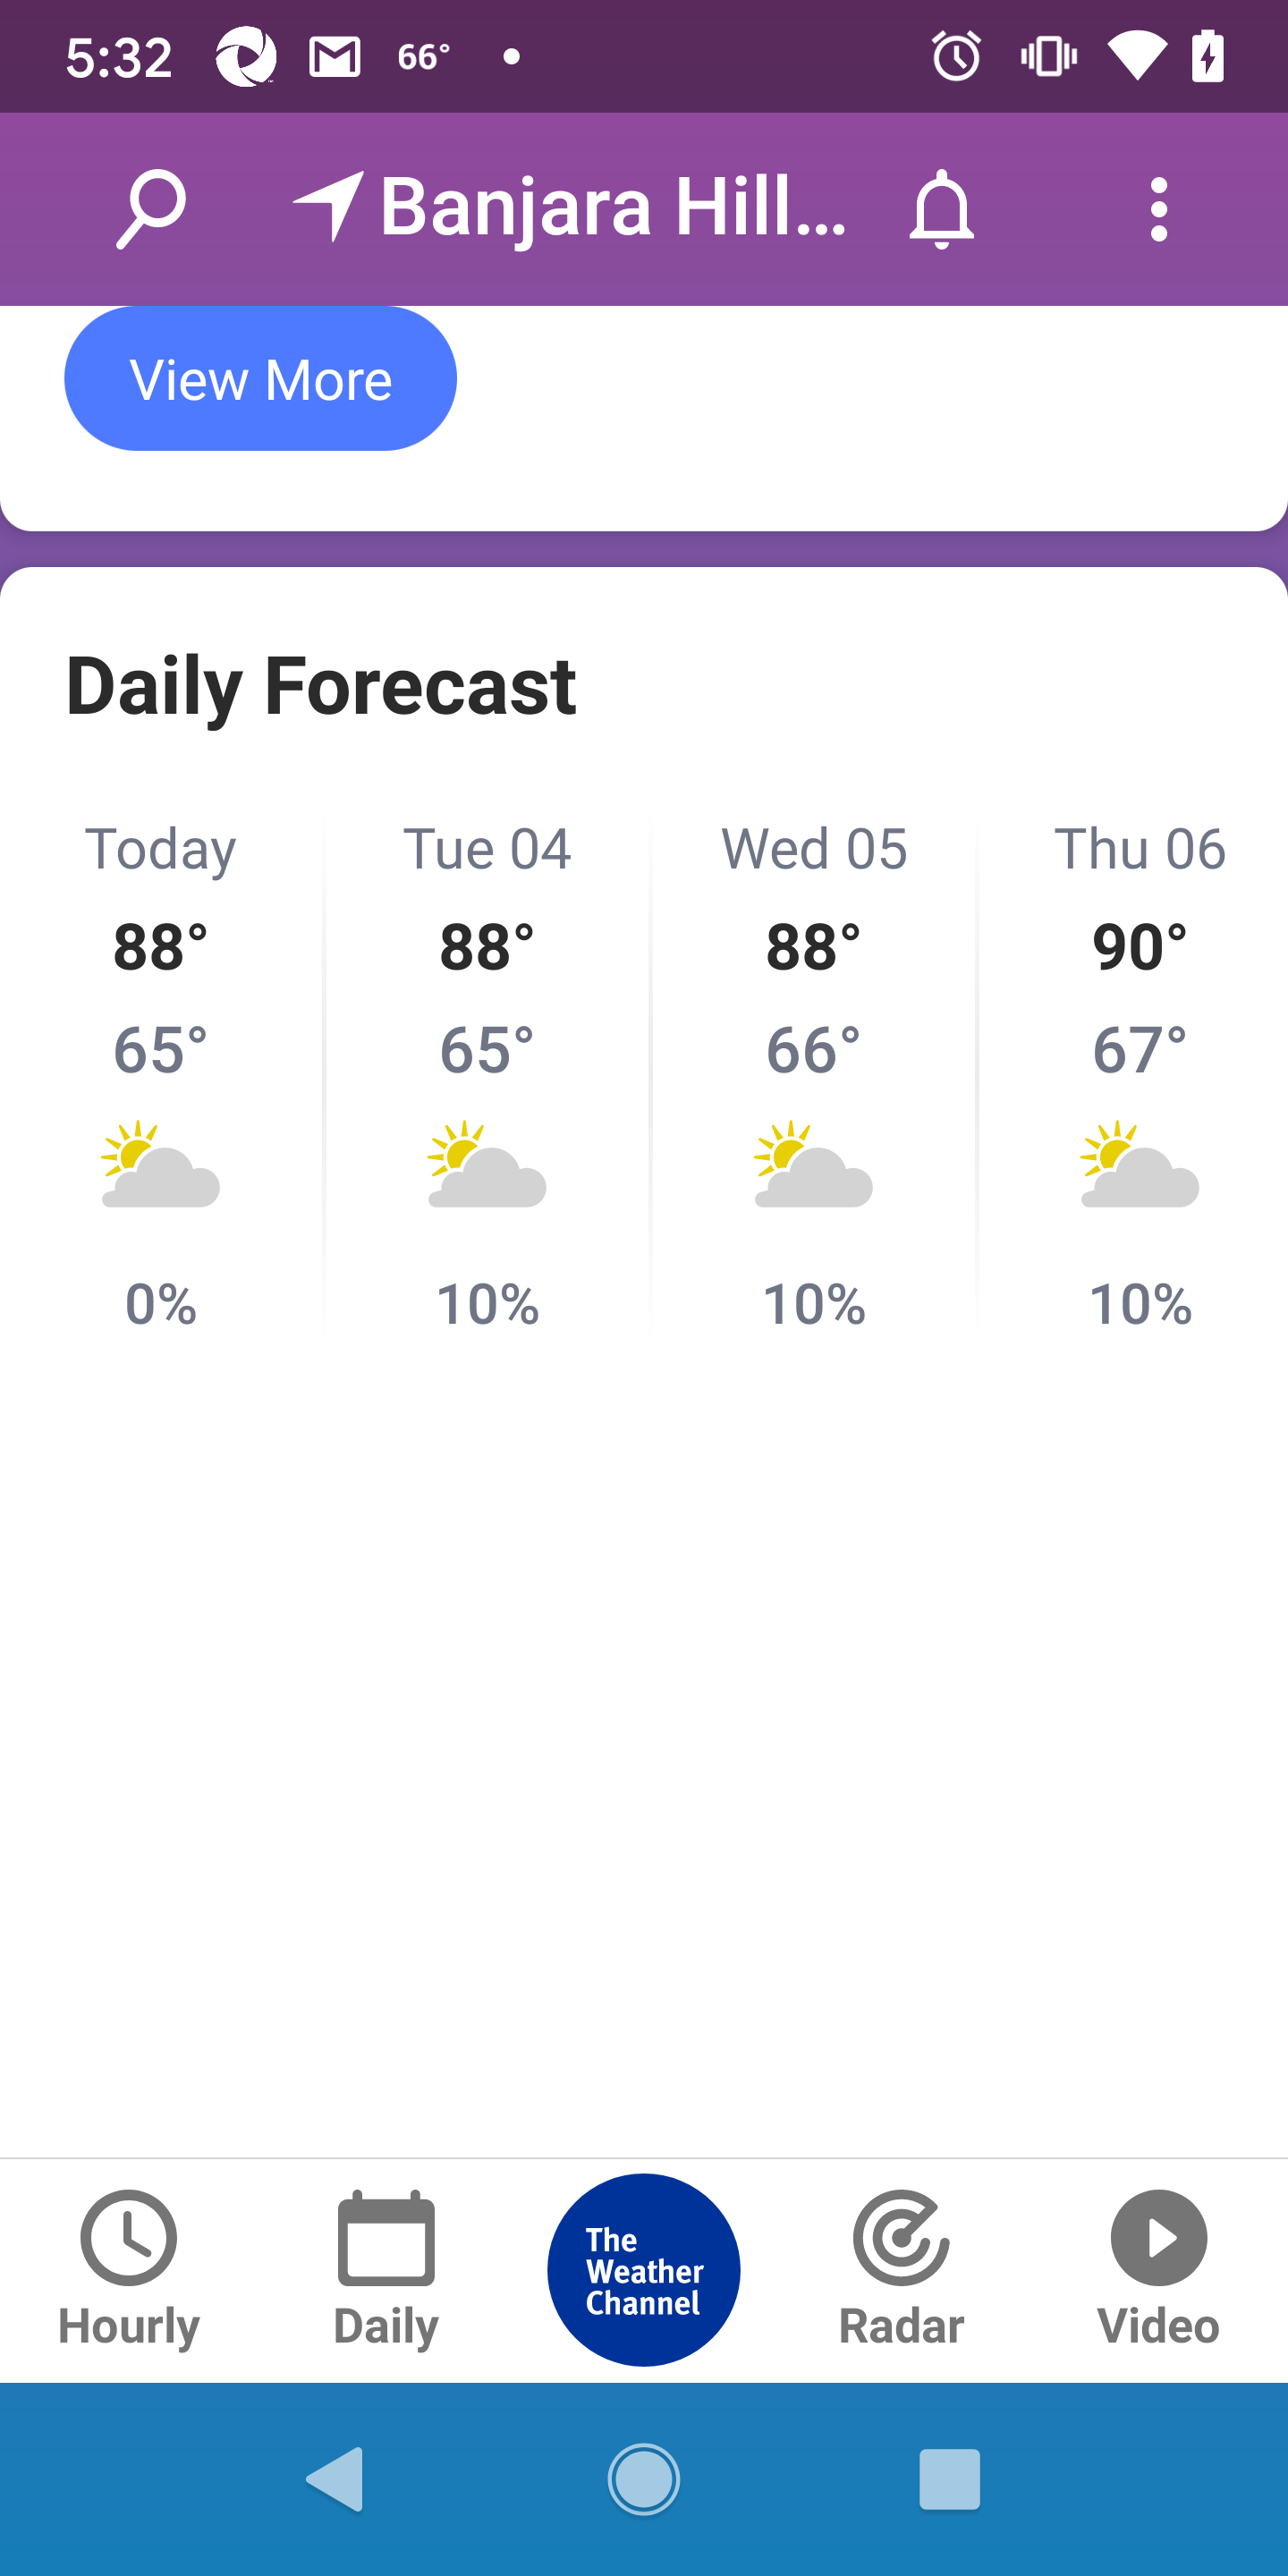 5:32 66°
Banjara Hill...
View More
Daily Forecast
Today Tue 04 Wed 05 Thu 06
88° 88° 88° 90°
65° 65° 66° 67°
0% 10% 10% 10%
The
Weather
Channel
Hourly Daily Radar Video